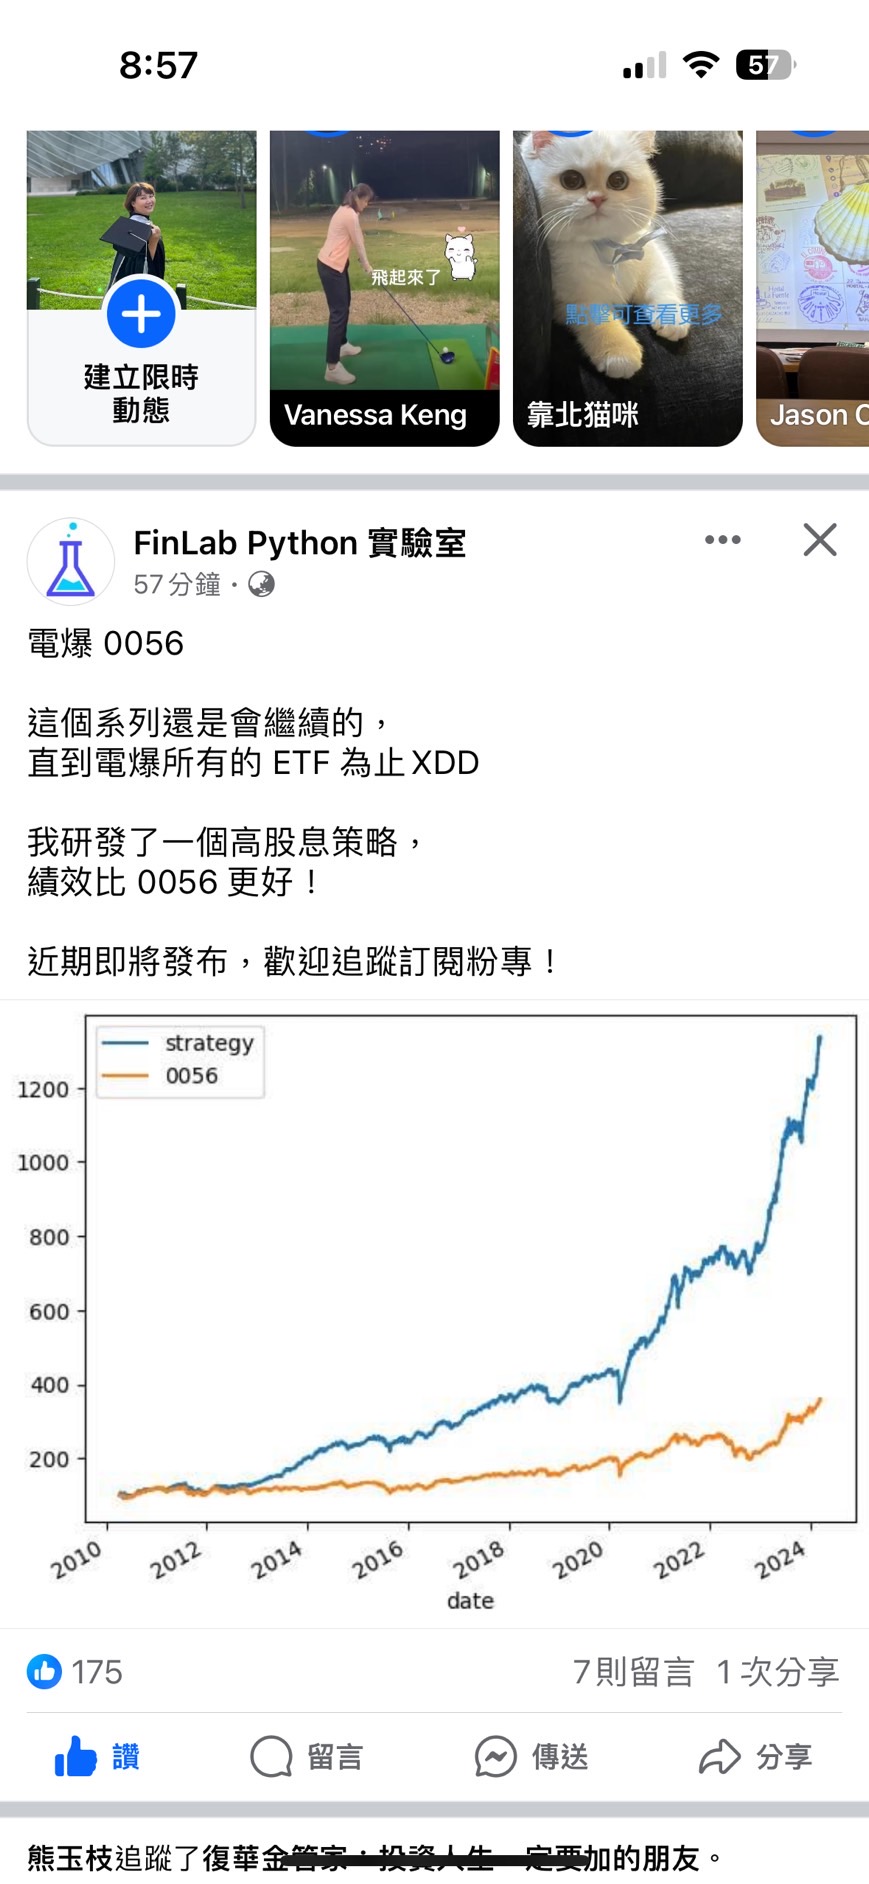 8:57
57
建立限時
動態
飛起來了
Vanessa Keng
點擊可查看更多
靠北猫咪
Jason C
FinLab Python 實驗室
57分鐘 ·
電爆 0056
這個系列還是會繼續的，
直到電爆所有的 ETF 為止XDD
我研發了一個高股息策略，
績效比 0056 更好！
近期即將發布，歡迎追蹤訂閱粉專！
strategy
0056
1200
1000
800
600
400
200
2010
2012
2014
2016
2018
2020
2022
2024
date
175
7則留言 1次分享
讚
留言
傳送
分享
熊玉枝追蹤了復華金管家：投資人生一定要加的朋友。